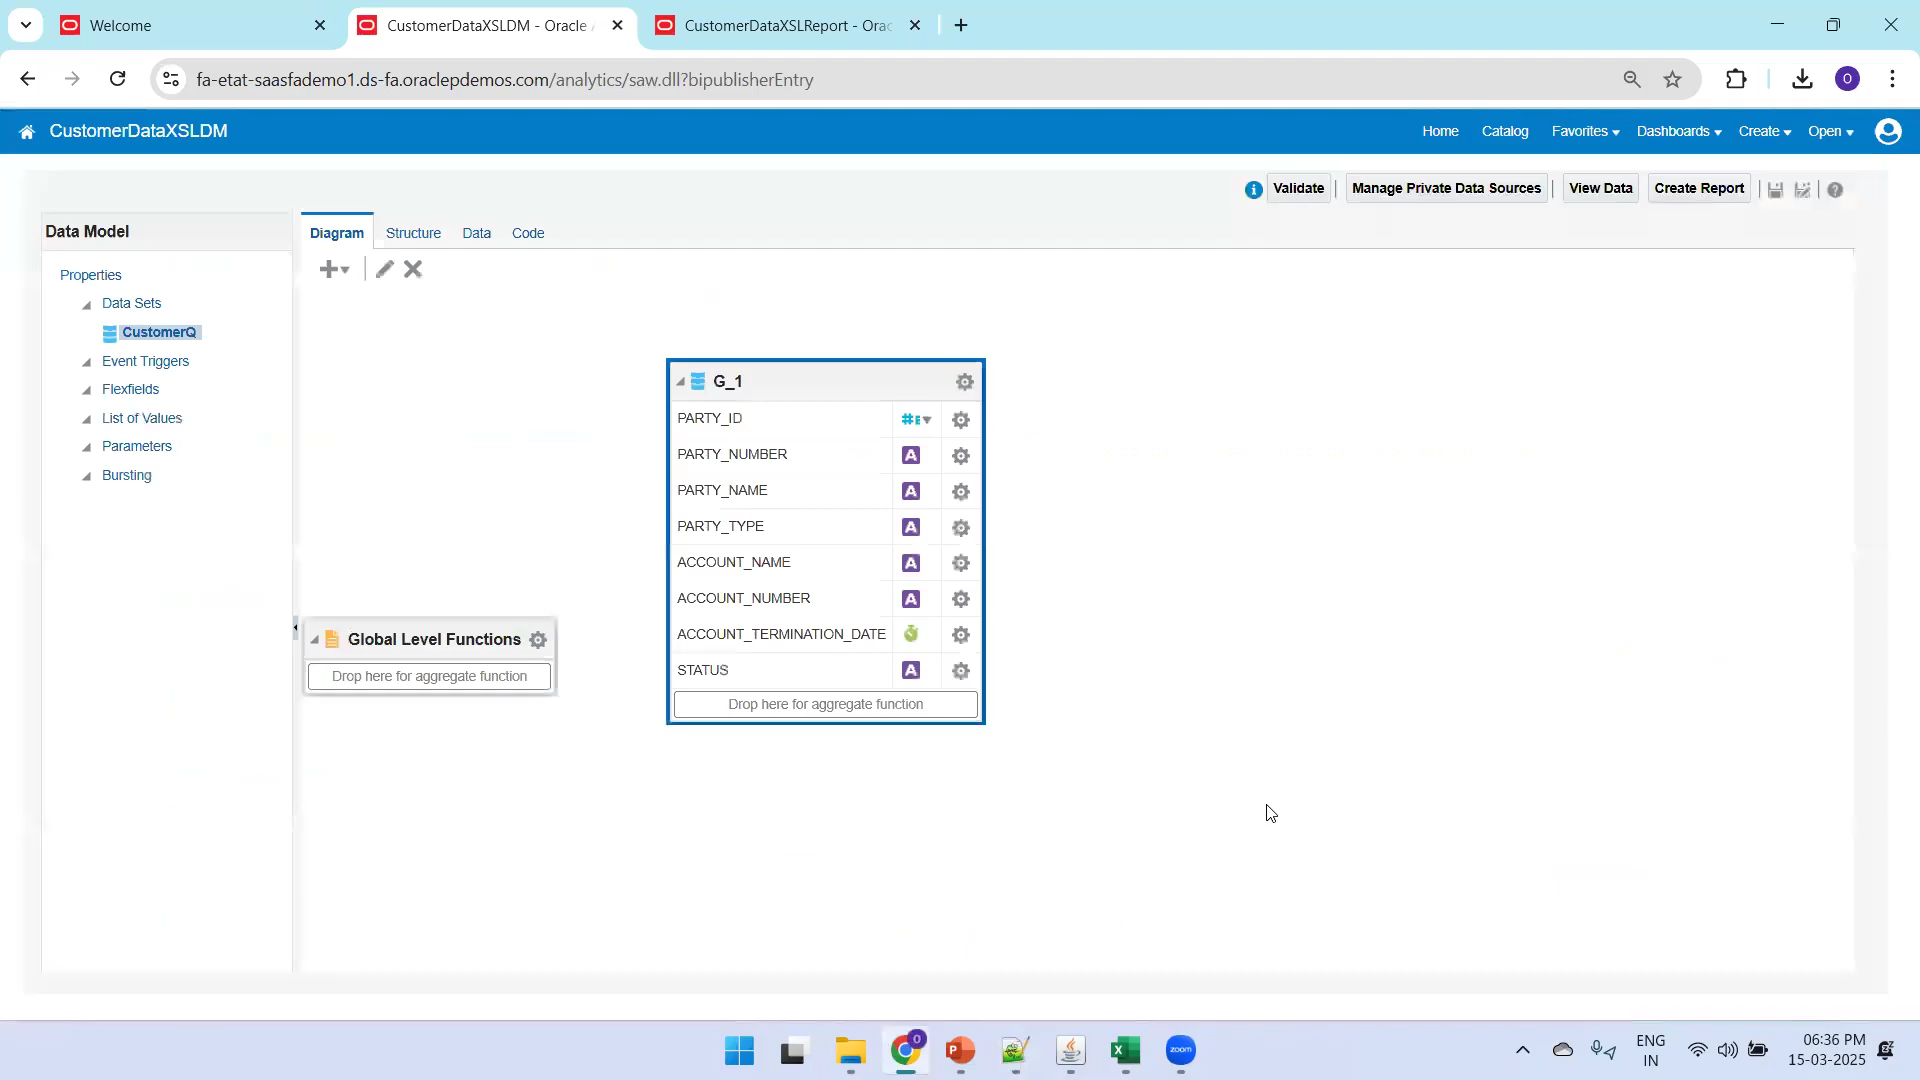 Welcome
CustomerDataXSLDM - Oracle
CustomerDataXSLReport - Orac
fa-etat-saasfademo1.ds-fa.oraclepdemos.com/analytics/saw.dll?bipublisherEntry
O
CustomerDataXSLDM
Home Catalog Favorites Dashboards Create Open
Validate Manage Private Data Sources View Data Create Report
Data Model
Diagram Structure Data Code
Properties
Data Sets
CustomerQ
Event Triggers
Flexfields
List of Values
Parameters
Bursting
G_1
PARTY_ID
PARTY_NUMBER A
PARTY_NAME A
PARTY_TYPE A
ACCOUNT_NAME A
ACCOUNT_NUMBER A
ACCOUNT_TERMINATION_DATE
STATUS A
Drop here for aggregate function
Global Level Functions
Drop here for aggregate function
zoom
ENG
IN
06:36 PM
15-03-2025